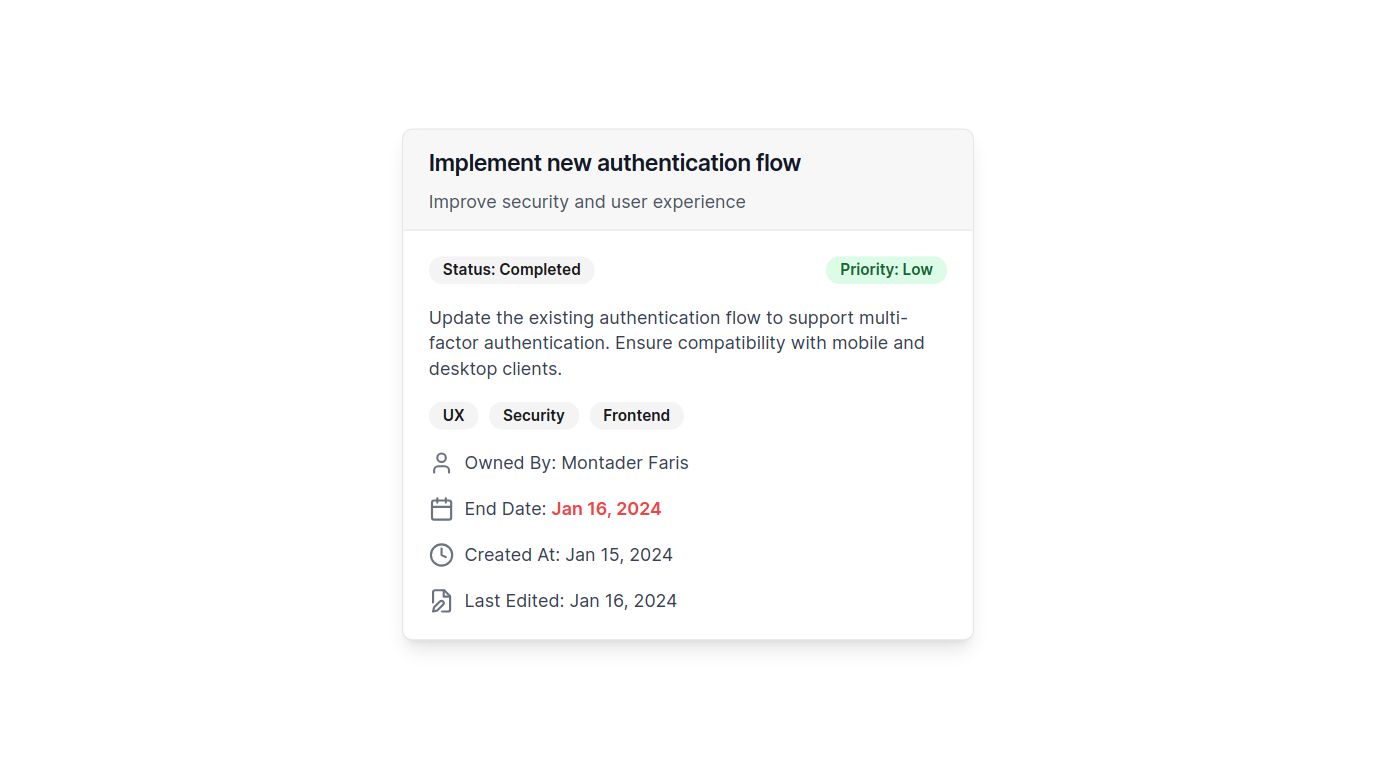 Implement new authentication flow
Improve security and user experience
Status: Completed
Priority: Low
Update the existing authentication flow to support multi-
factor authentication. Ensure compatibility with mobile and
desktop clients.
UX Security Frontend
Owned By: Montader Faris
End Date: Jan 16, 2024
Created At: Jan 15, 2024
Last Edited: Jan 16, 2024